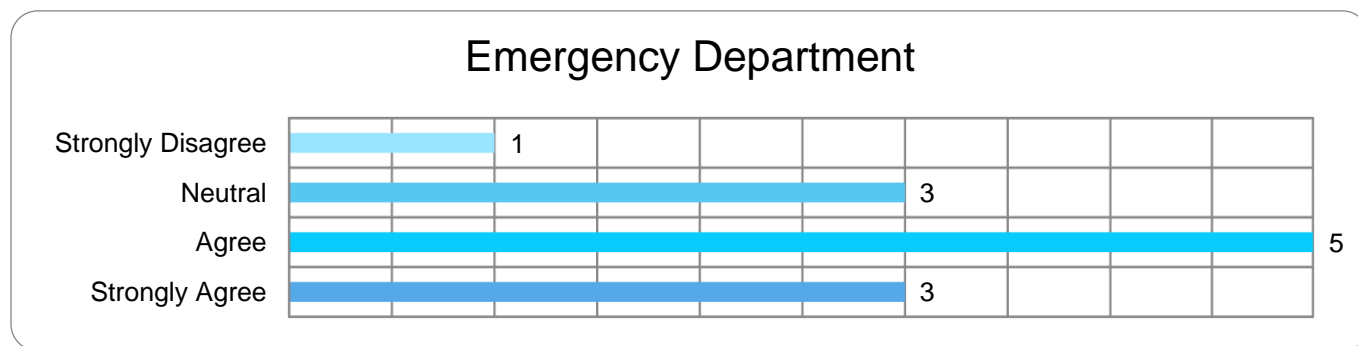 Emergency Department
Strongly Disagree 1
Neutral 3
Agree 5
Strongly Agree 3